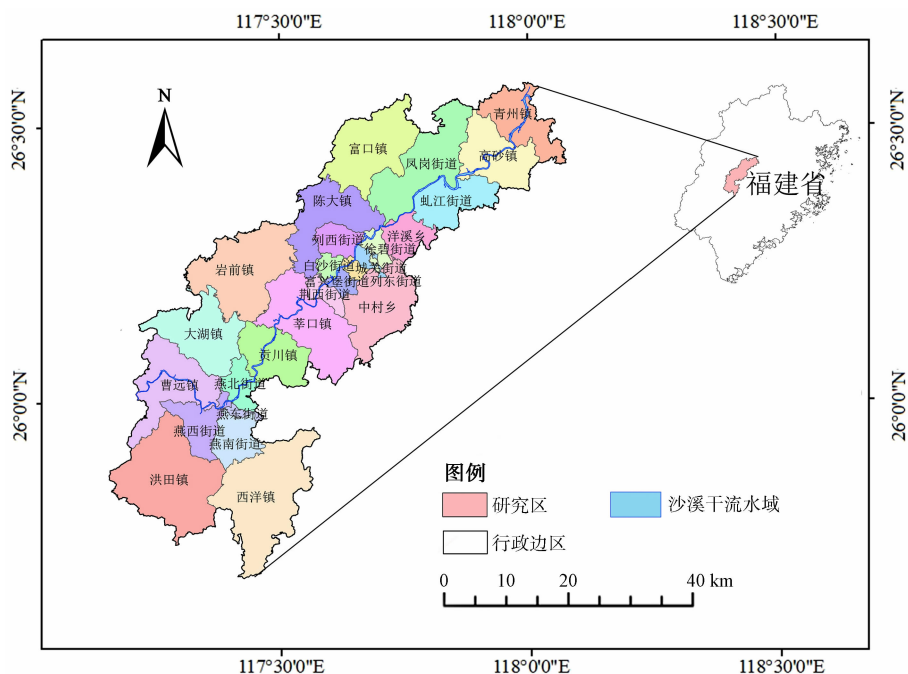 117°30'0"E
118°0'0"E
118°30'0"E
26°30'0"N
26°0'0"N
N
青州镇
富口镇
凤岗街道
高砂镇
陈大镇
虬江街道
列西街道
洋溪乡
徐碧街道
岩前镇
白沙街道
城关街道
富兴堡街道
列东街道
荆西街道
中村乡
莘口镇
大湖镇
贡川镇
曹远镇
燕北街道
燕东街道
燕西街道
燕南街道
洪田镇
西洋镇
福建省
图例
研究区
沙溪干流水域
行政边区
0 10 20 40 km
26°30'0"N
26°0'0"N
117°30'0"E
118°0'0"E
118°30'0"E